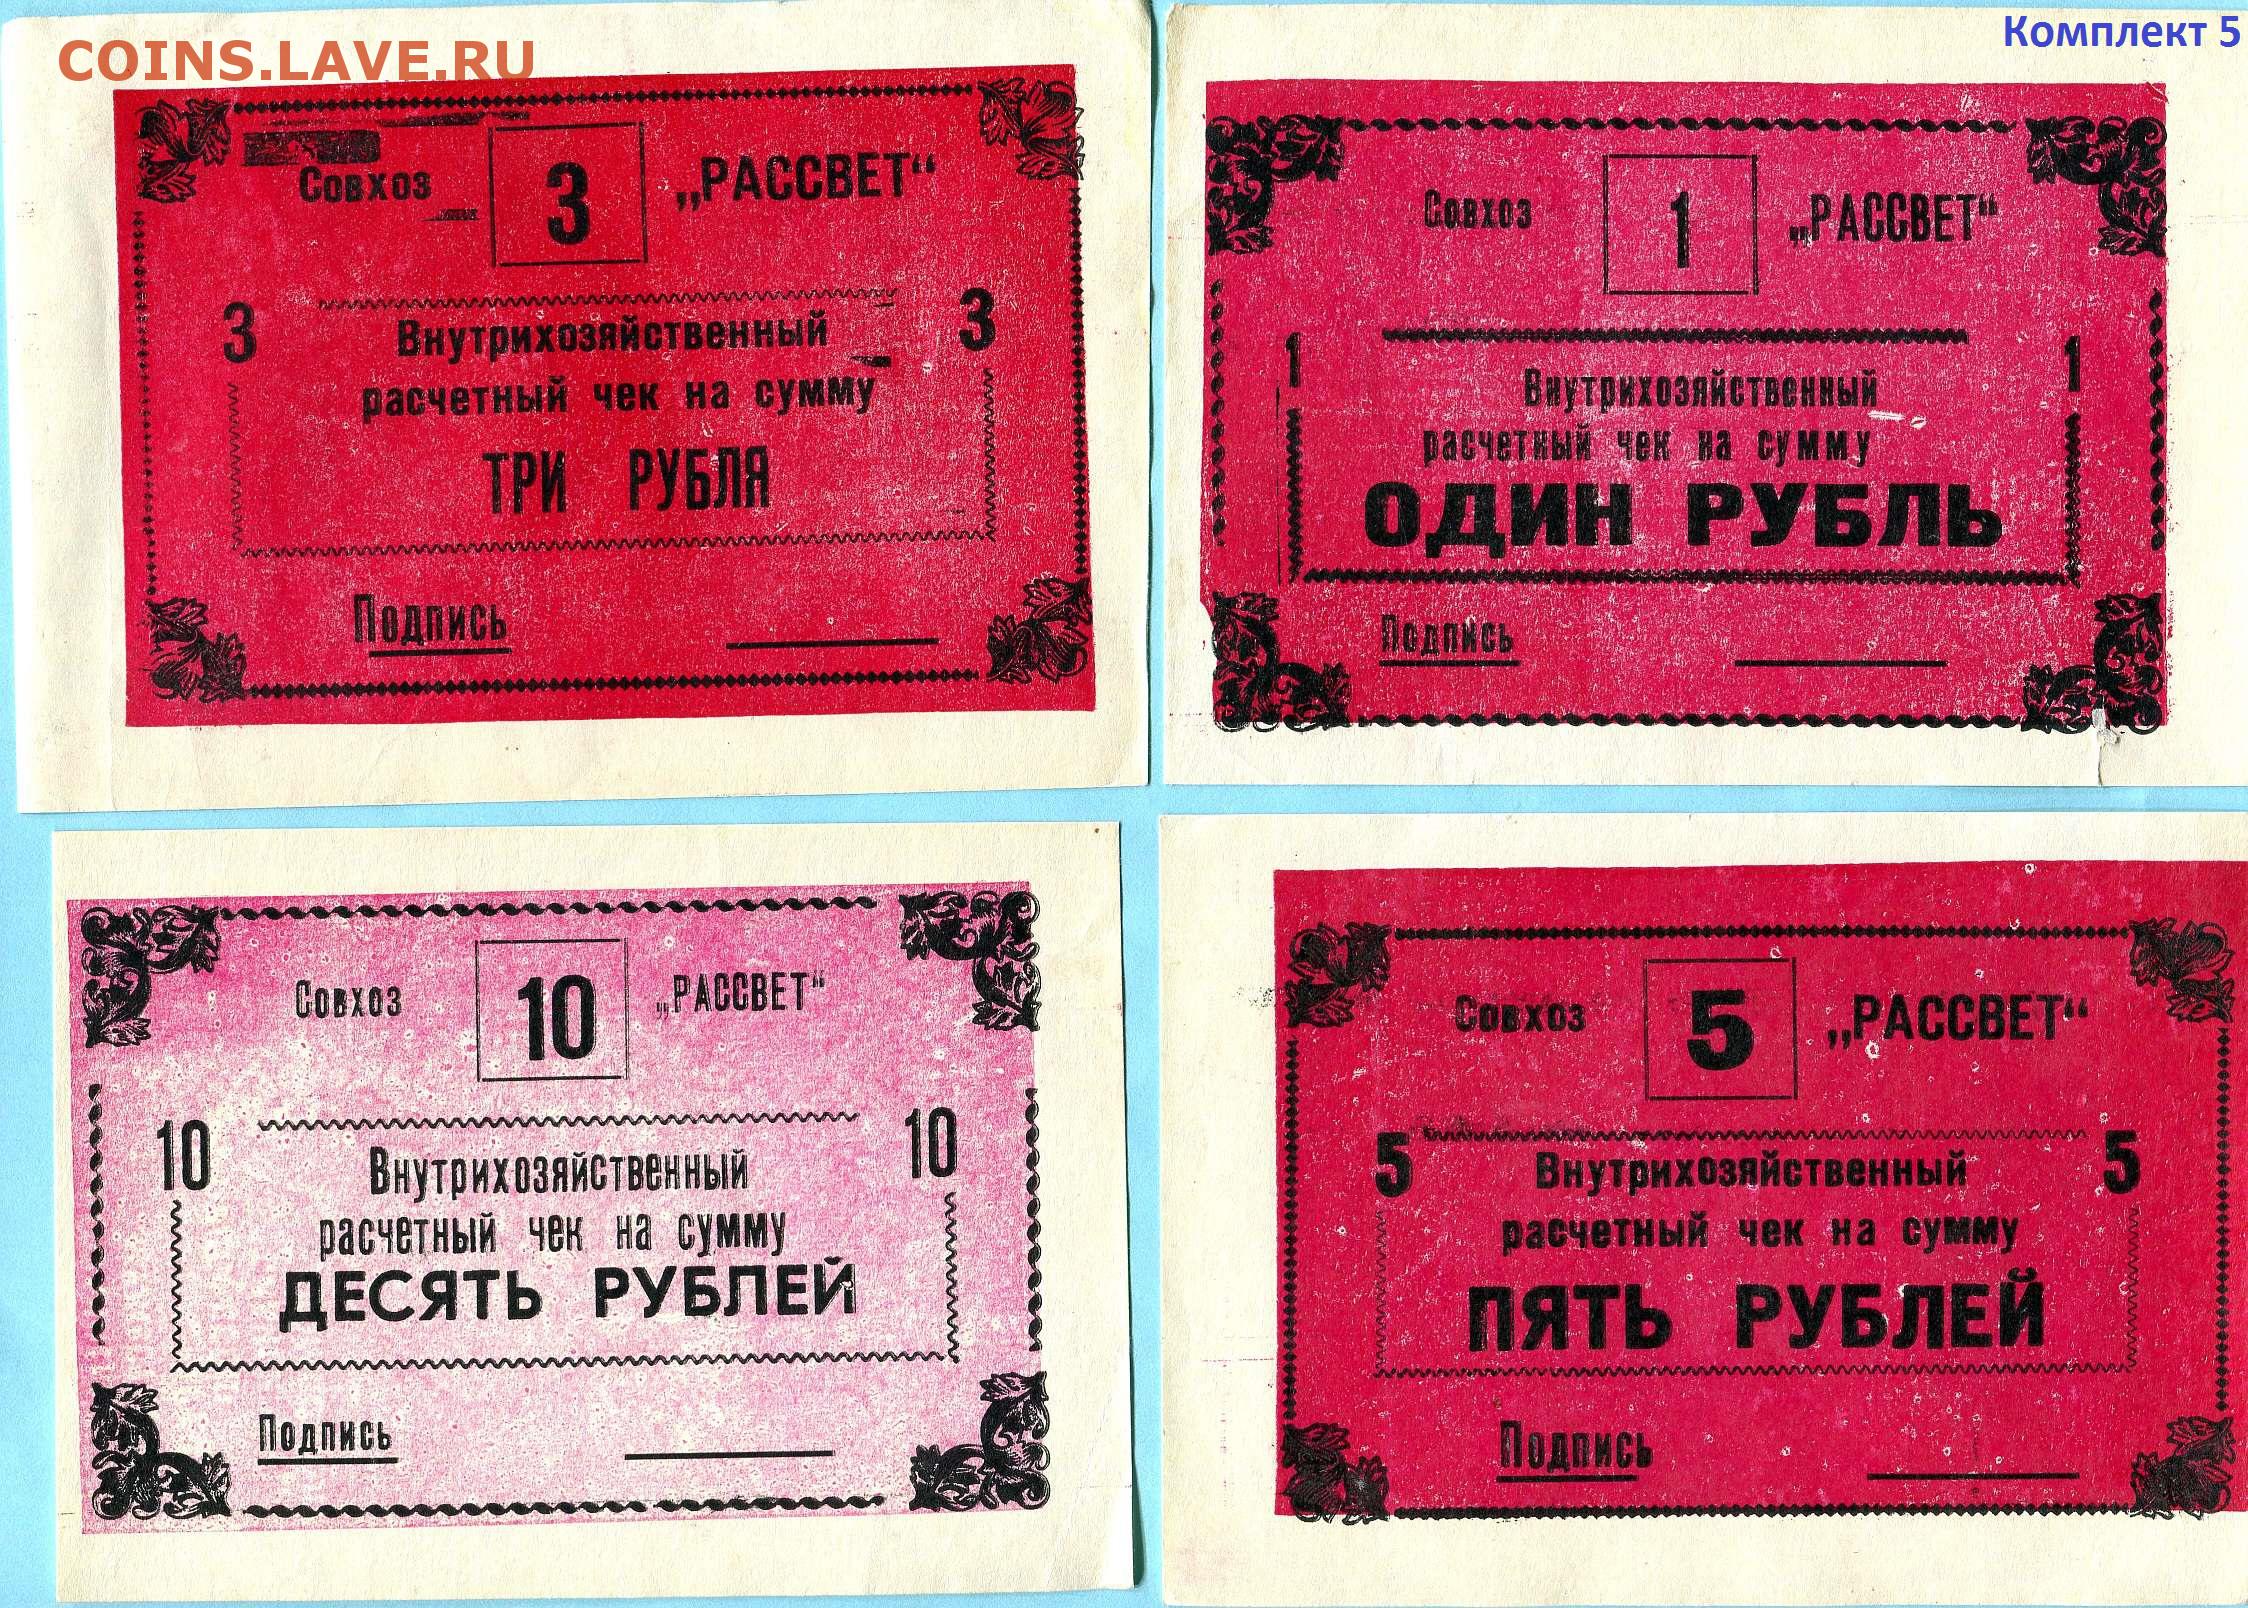 COINS.LAVE.RU
Комплект 5
Совхоз 3 „РАССВЕТ“
3 3
Внутрихозяйственный
расчетный чек на сумму
ТРИ РУБЛЯ
Подпись
Совхоз 1 „РАССВЕТ“
1 1
Внутрихозяйственный
расчетный чек на сумму
ОДИН РУБЛЬ
Подпись
Совхоз 10 „РАССВЕТ“
10 10
Внутрихозяйственный
расчетный чек на сумму
ДЕСЯТЬ РУБЛЕЙ
Подпись
Совхоз 5 „РАССВЕТ“
5 5
Внутрихозяйственный
расчетный чек на сумму
ПЯТЬ РУБЛЕЙ
Подпись